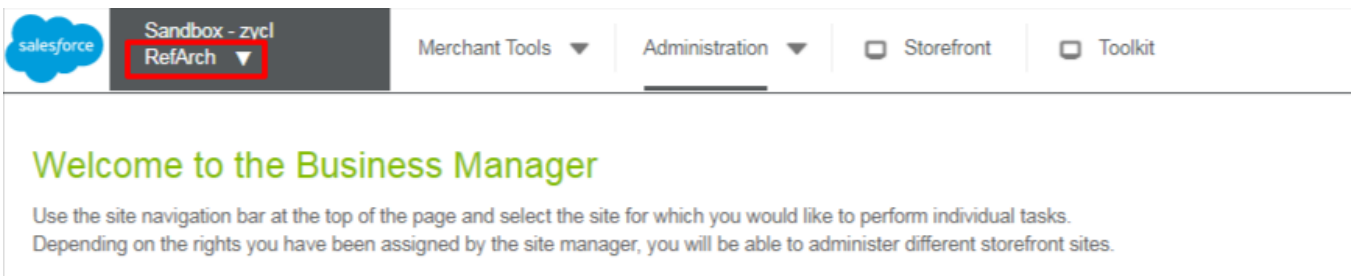 salesforce
Sandbox - zycl
RefArch
Merchant Tools
Administration
Storefront
Toolkit
Welcome to the Business Manager
Use the site navigation bar at the top of the page and select the site for which you would like to perform individual tasks.
Depending on the rights you have been assigned by the site manager, you will be able to administer different storefront sites.